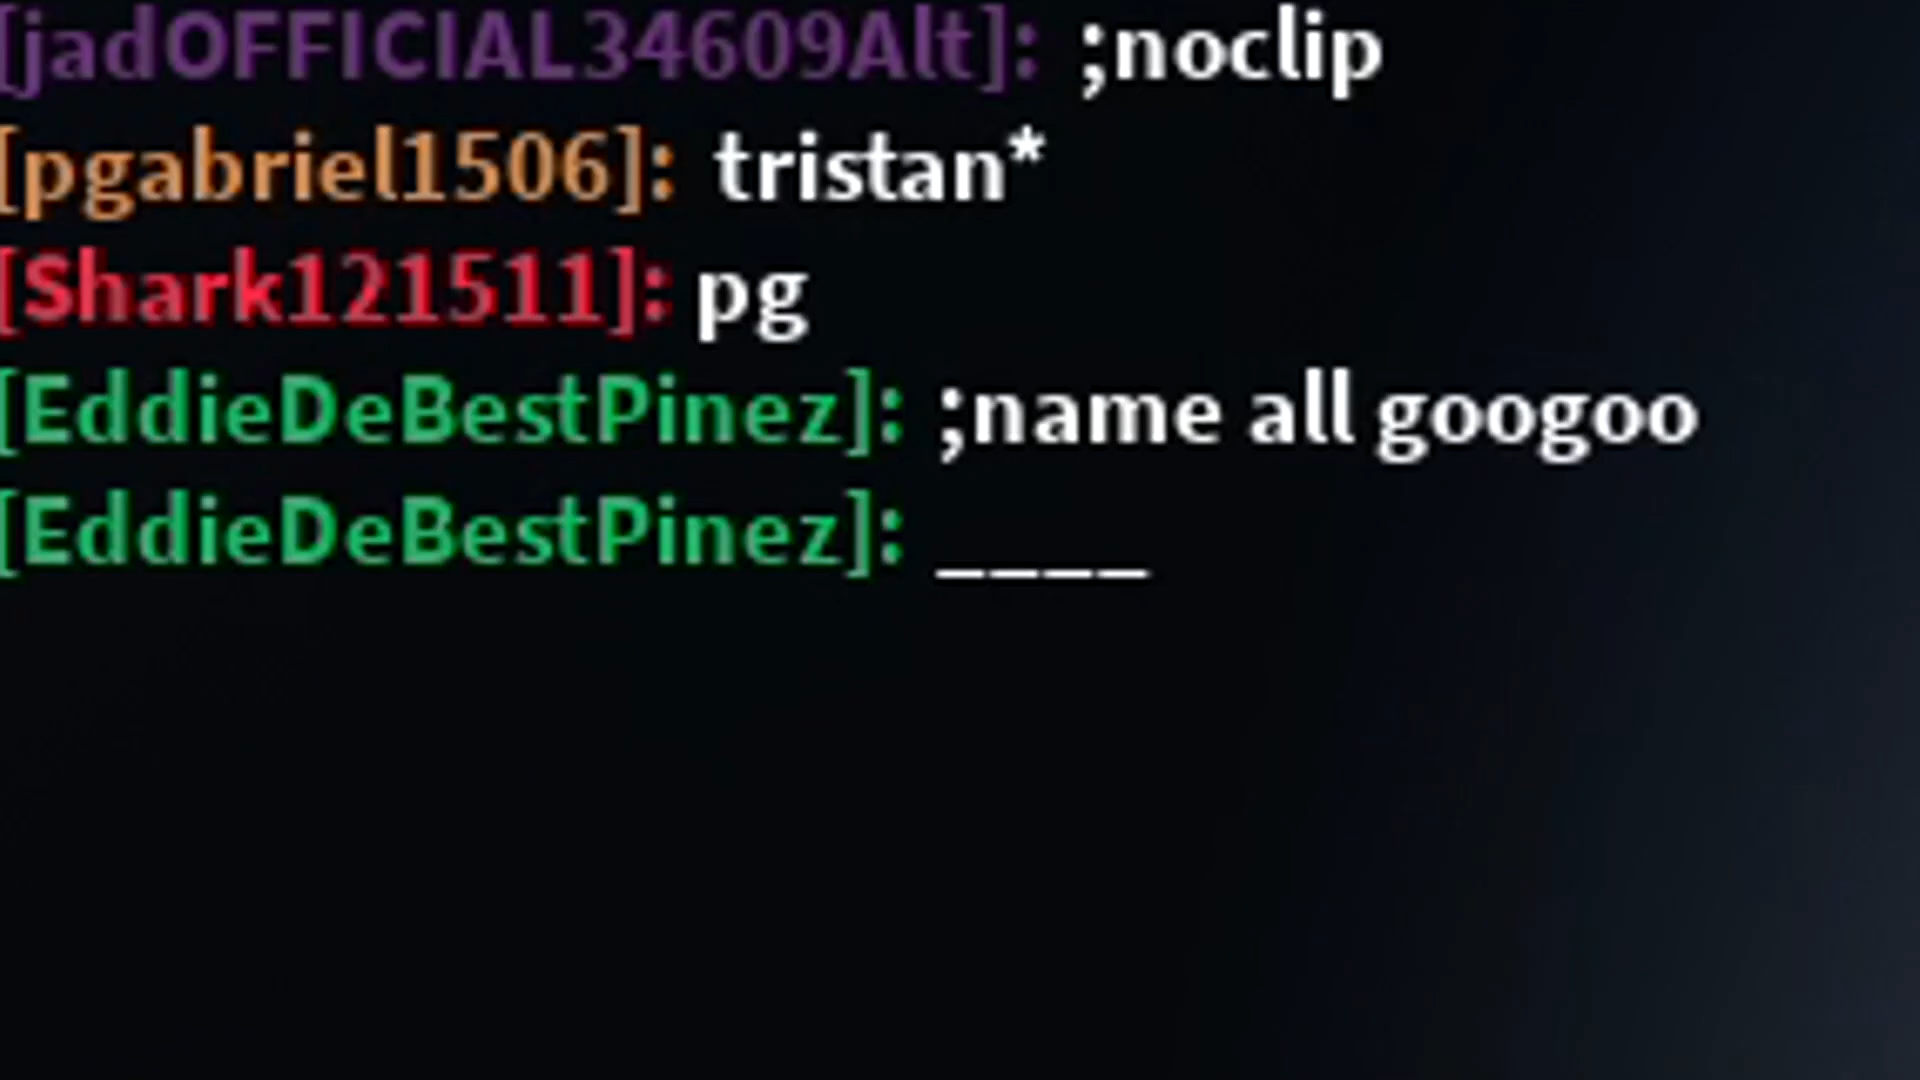 [jadOFFICIAL34609Alt]: ;noclip
[pgabriel1506]: tristan*
[Shark121511]: pg
[EddieDeBestPinez]: ;name all googoo
[EddieDeBestPinez]: ____